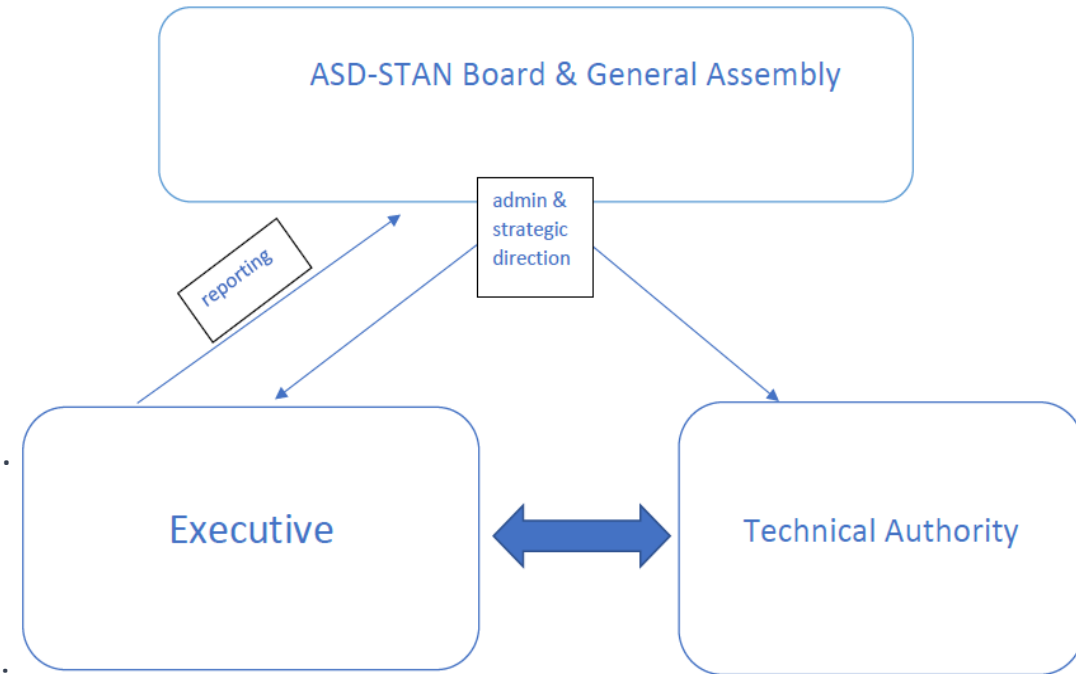 ASD-STAN Board & General Assembly
admin &
strategic
direction
reporting
Executive
Technical Authority